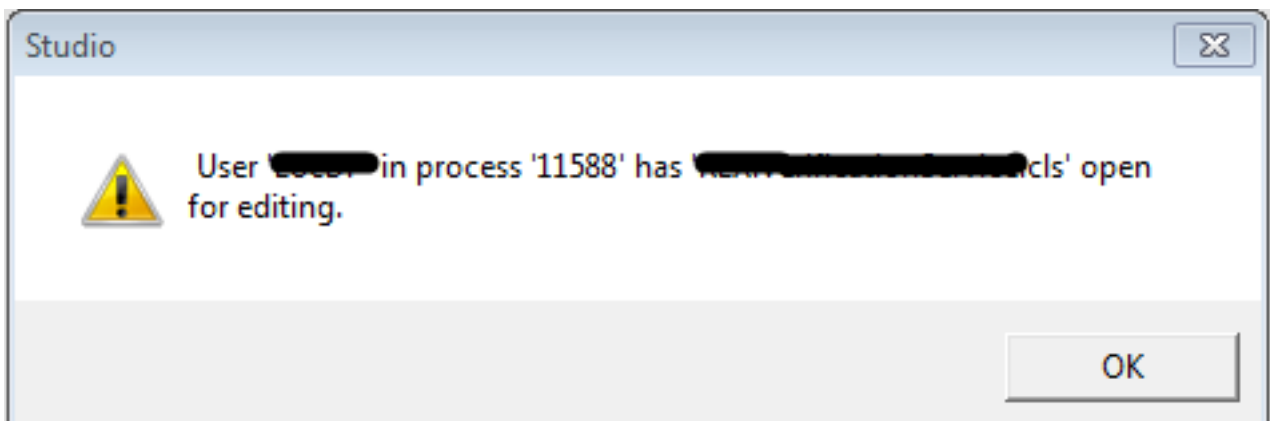 Studio
User ' in process '11588' has ' cls' open
for editing.
OK